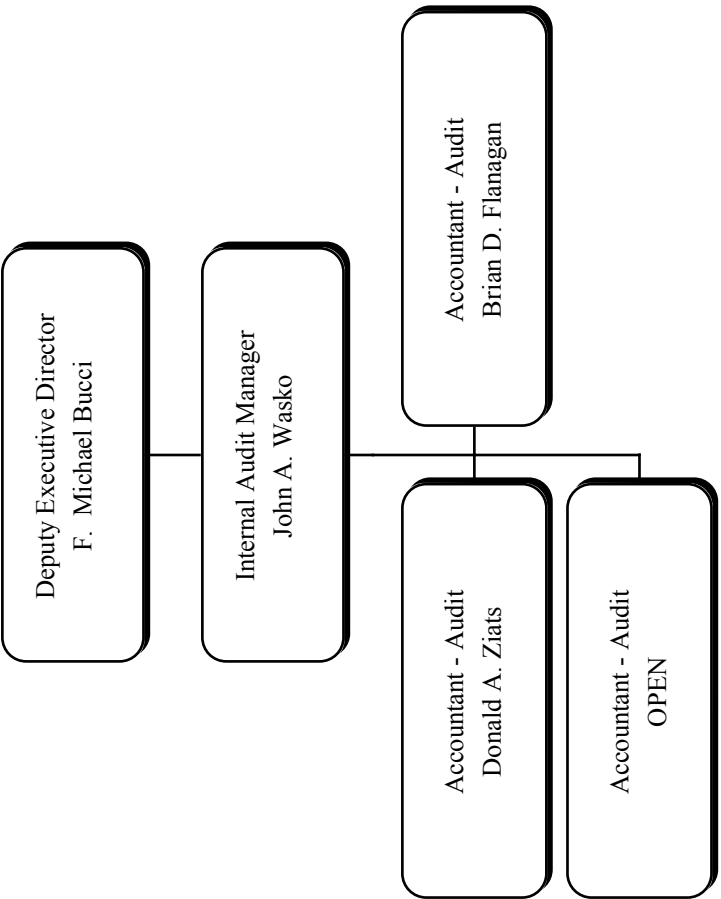 Deputy Executive Director
F. Michael Bucci
Internal Audit Manager
John A. Wasko
Accountant - Audit
Donald A. Ziats
Accountant - Audit
Brian D. Flanagan
Accountant - Audit
OPEN